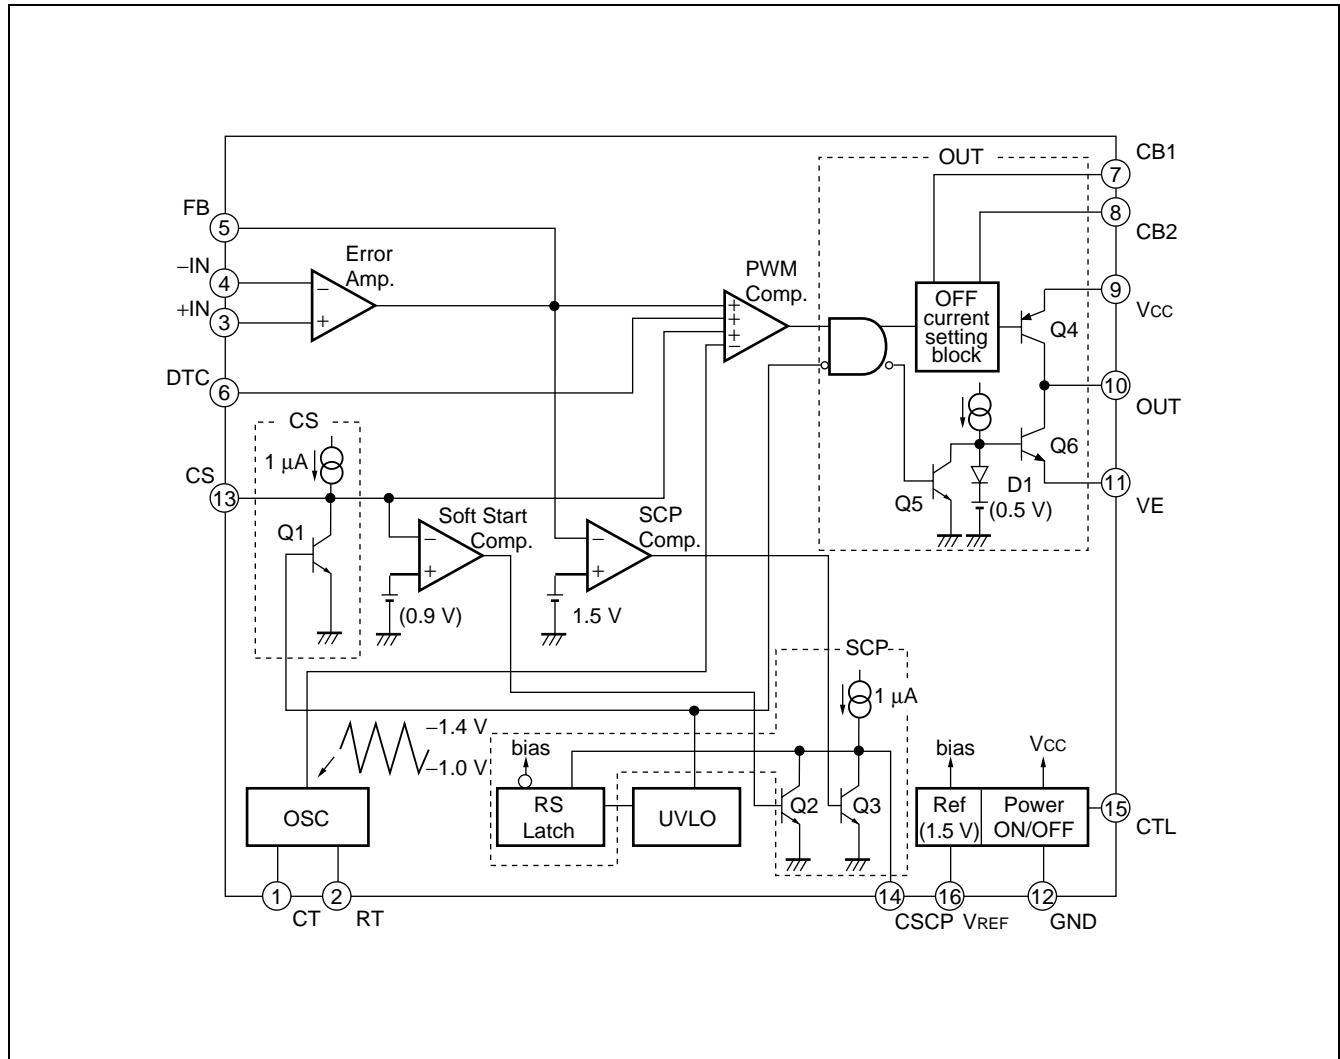 OUT
CB1
7
8
CB2
FB
5
−IN
4
+IN
3
Error
Amp.
−
+
PWM
Comp.
+
+
+
−
OFF
current
setting
block
9
VCC
Q4
10
OUT
DTC
6
CS
1 μA
CS
13
Q1
Soft Start
Comp.
−
+
(0.9 V)
SCP
Comp.
−
+
1.5 V
Q5
D1
(0.5 V)
Q6
11
VE
SCP
1 μA
−1.4 V
−1.0 V
bias
RS
Latch
UVLO
Q2
Q3
OSC
bias
VCC
Ref
(1.5 V)
Power
ON/OFF
15
CTL
1
CT
2
RT
14
CSCP
16
VREF
12
GND